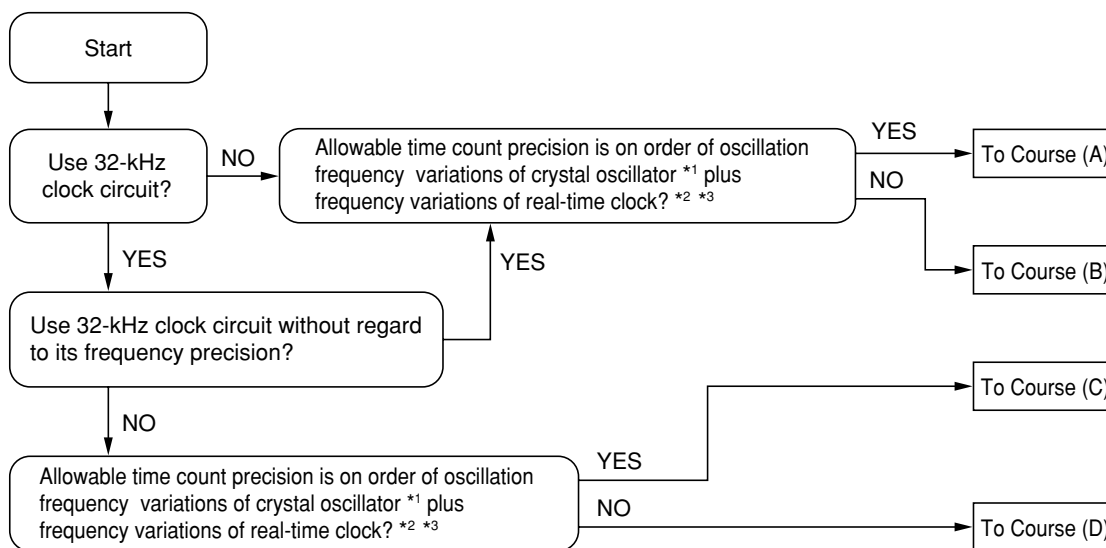 Start
Use 32-kHz
clock circuit?
NO
YES
Allowable time count precision is on order of oscillation
frequency variations of crystal oscillator *1 plus
frequency variations of real-time clock? *2 *3
YES
To Course (A)
NO
To Course (B)
YES
Use 32-kHz clock circuit without regard
to its frequency precision?
NO
Allowable time count precision is on order of oscillation
frequency variations of crystal oscillator *1 plus
frequency variations of real-time clock? *2 *3
YES
To Course (C)
NO
To Course (D)